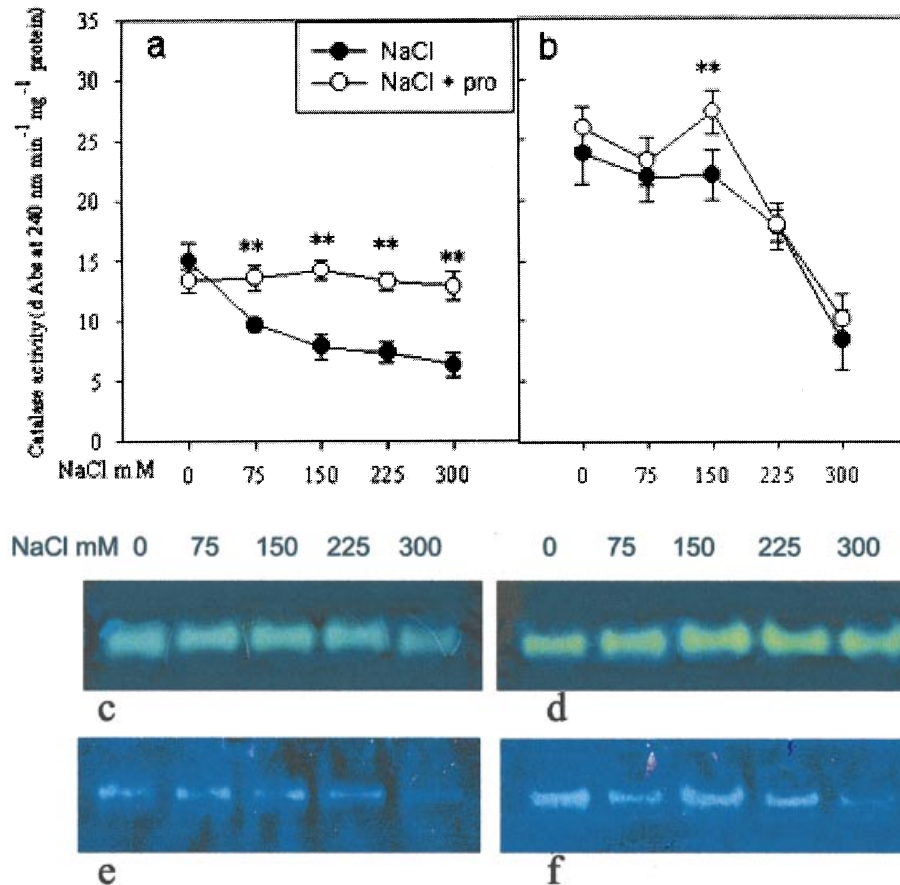 Catalase activity (d Abs at 240 nm min⁻¹ mg⁻¹ protein)
35
30
25
20
15
10
5
0
a
NaCl
NaCl * pro
**
**
**
**
b
**
NaCl mM
0 75 150 225 300
0 75 150 225 300
NaCl mM 0 75 150 225 300
0 75 150 225 300
c
d
e
f